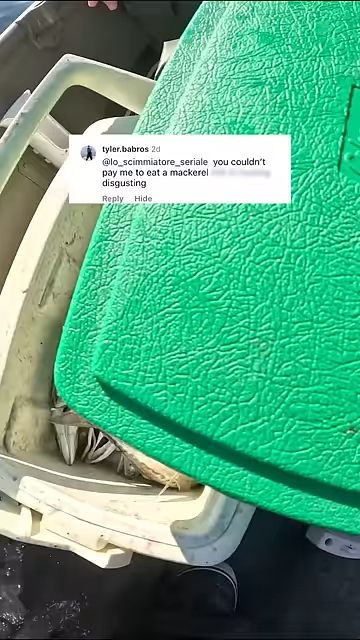 tyler.babros 2d
@lo_scimmiatore_seriale you couldn't
pay me to eat a mackerel
disgusting
Reply Hide